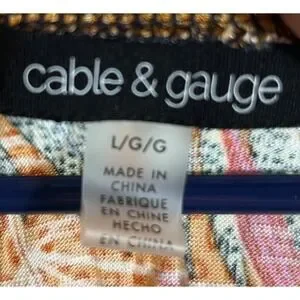 cable & gauge
L/G/G
MADE IN
CHINA
FABRIQUE
EN CHINE
HECHO
EN CHINA